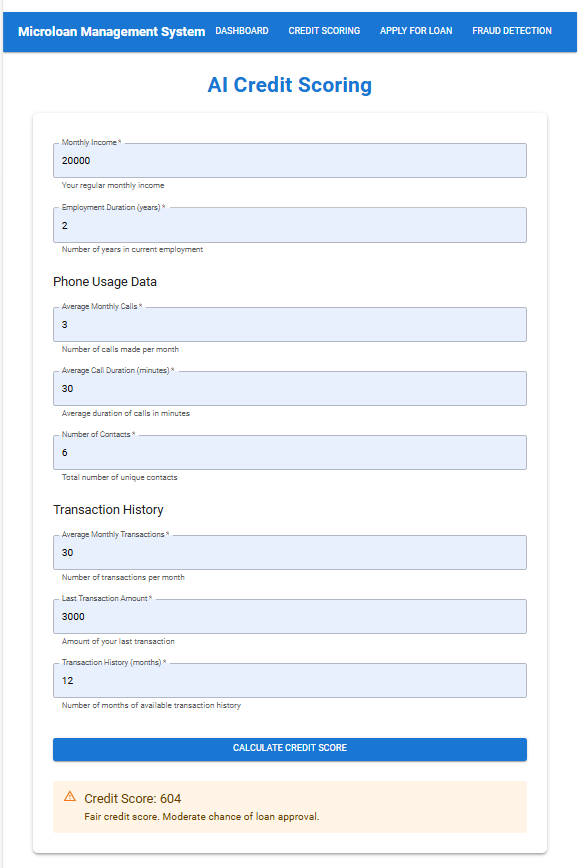 Microloan Management System DASHBOARD CREDIT SCORING APPLY FOR LOAN FRAUD DETECTION
AI Credit Scoring
Monthly Income *
20000
Your regular monthly income
Employment Duration (years) *
2
Number of years in current employment
Phone Usage Data
Average Monthly Calls *
3
Number of calls made per month
Average Call Duration (minutes) *
30
Average duration of calls in minutes
Number of Contacts *
6
Total number of unique contacts
Transaction History
Average Monthly Transactions *
30
Number of transactions per month
Last Transaction Amount *
3000
Amount of your last transaction
Transaction History (months) *
12
Number of months of available transaction history
CALCULATE CREDIT SCORE
Credit Score: 604
Fair credit score. Moderate chance of loan approval.